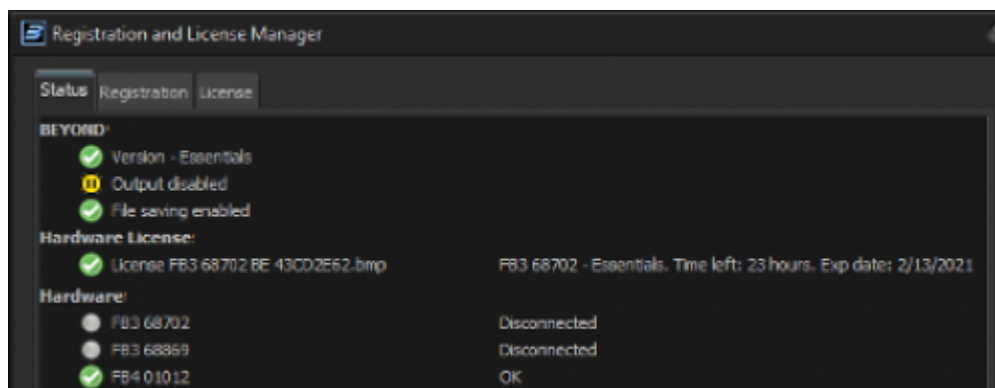 Registration and License Manager
Status Registration License
BEYOND:
Version - Essentials
Output disabled
File saving enabled
Hardware License:
License FB3 68702 BE 43CD2E62.bmp FB3 68702 - Essentials. Time left: 23 hours. Exp date: 2/13/2021
Hardware:
FB3 68702 Disconnected
FB3 68869 Disconnected
FB4 01012 OK